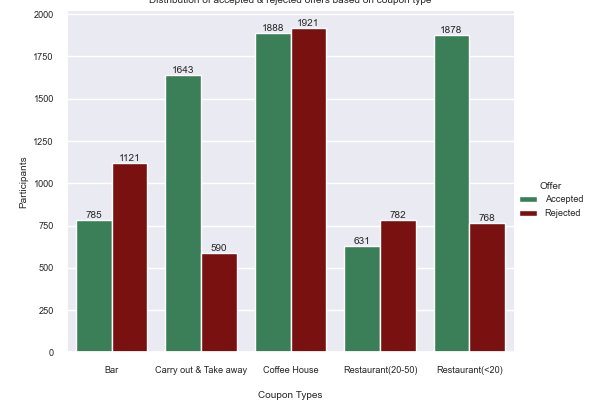 Distribution of accepted & rejected offers based on coupon type
2000
1750
1500
1250
1000
750
500
250
0
Participants
785
1121
1643
590
1888
1921
631
782
1878
768
Bar
Carry out & Take away
Coffee House
Restaurant(20-50)
Restaurant(<20)
Coupon Types
Offer
Accepted
Rejected